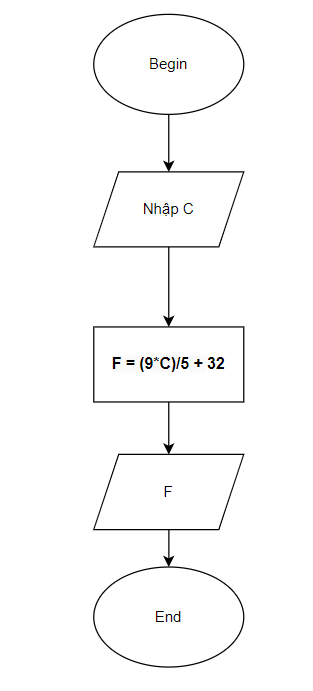 Begin
Nhập C
F = (9*C)/5 + 32
F
End